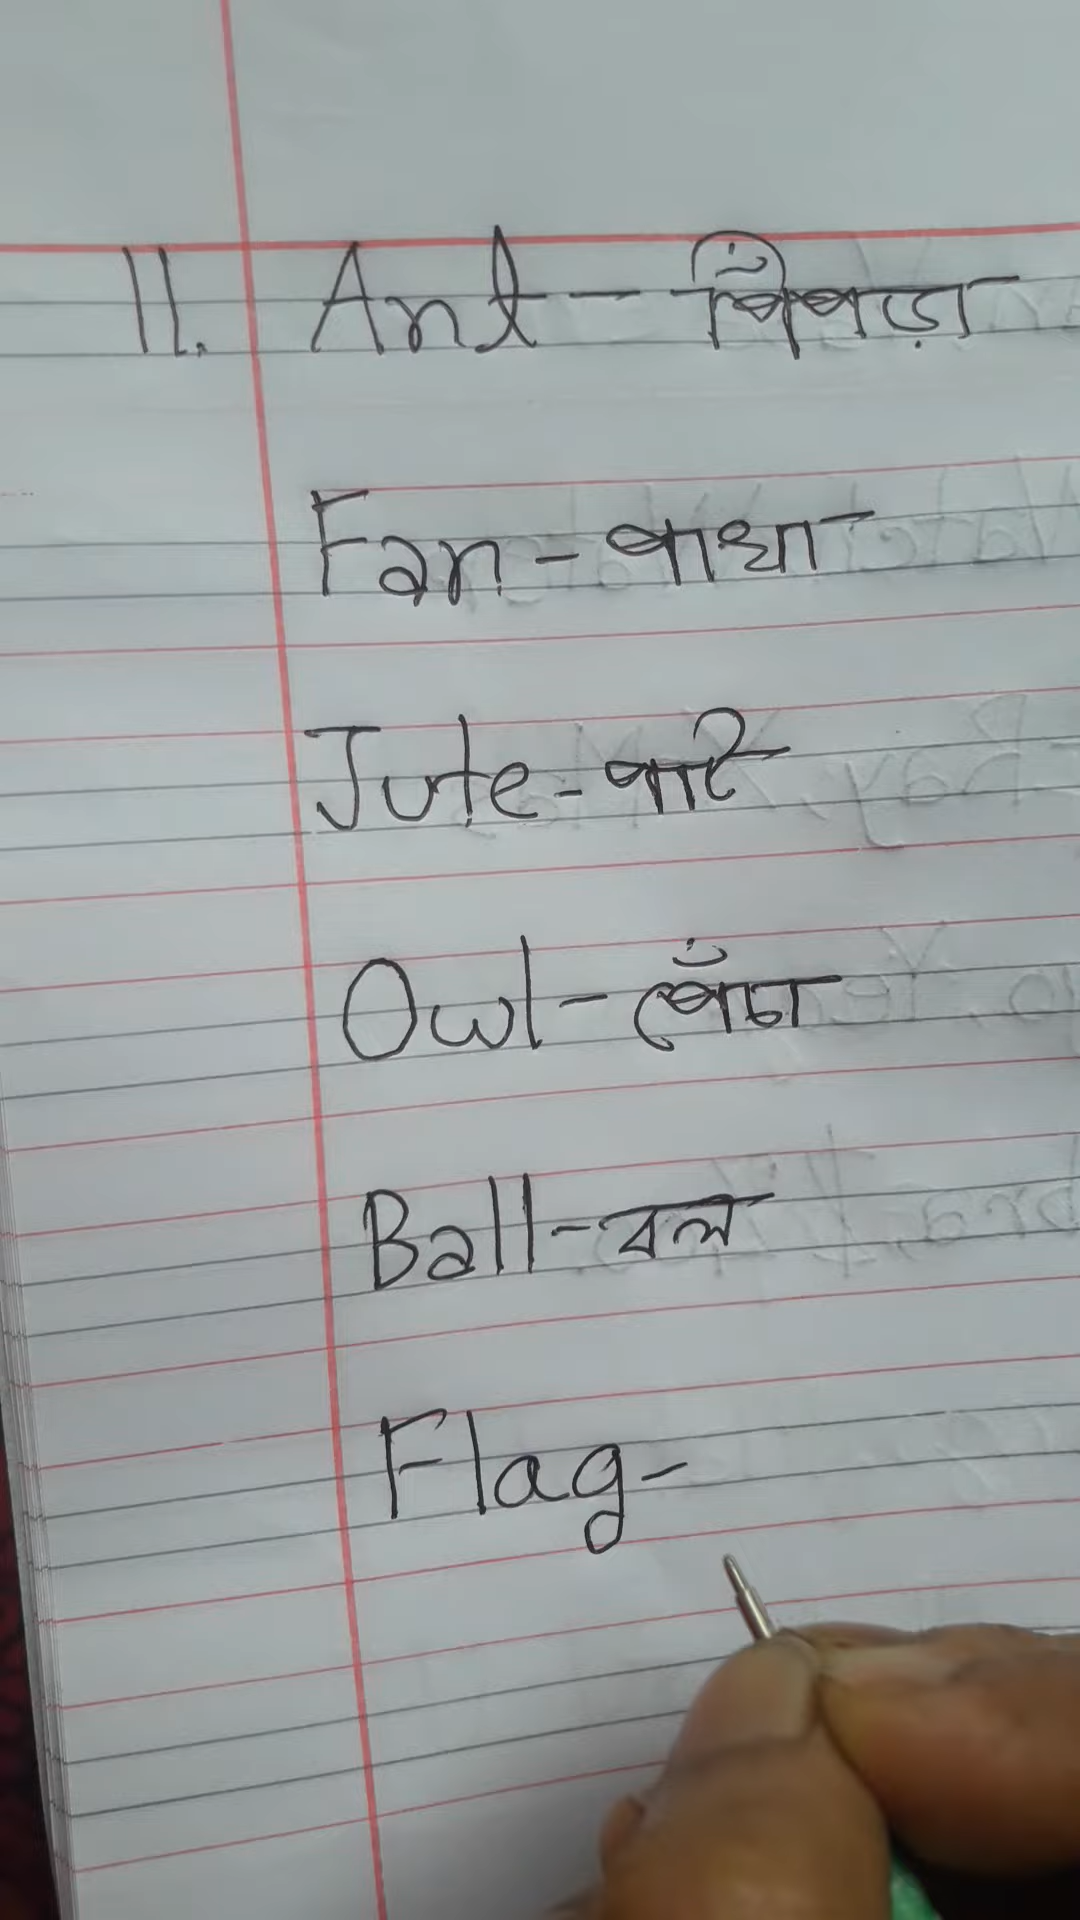 11. Ant - পিঁপড়া
Fan - পাখা
Jute - পাট
Owl - পেঁচা
Ball - বল
Flag -